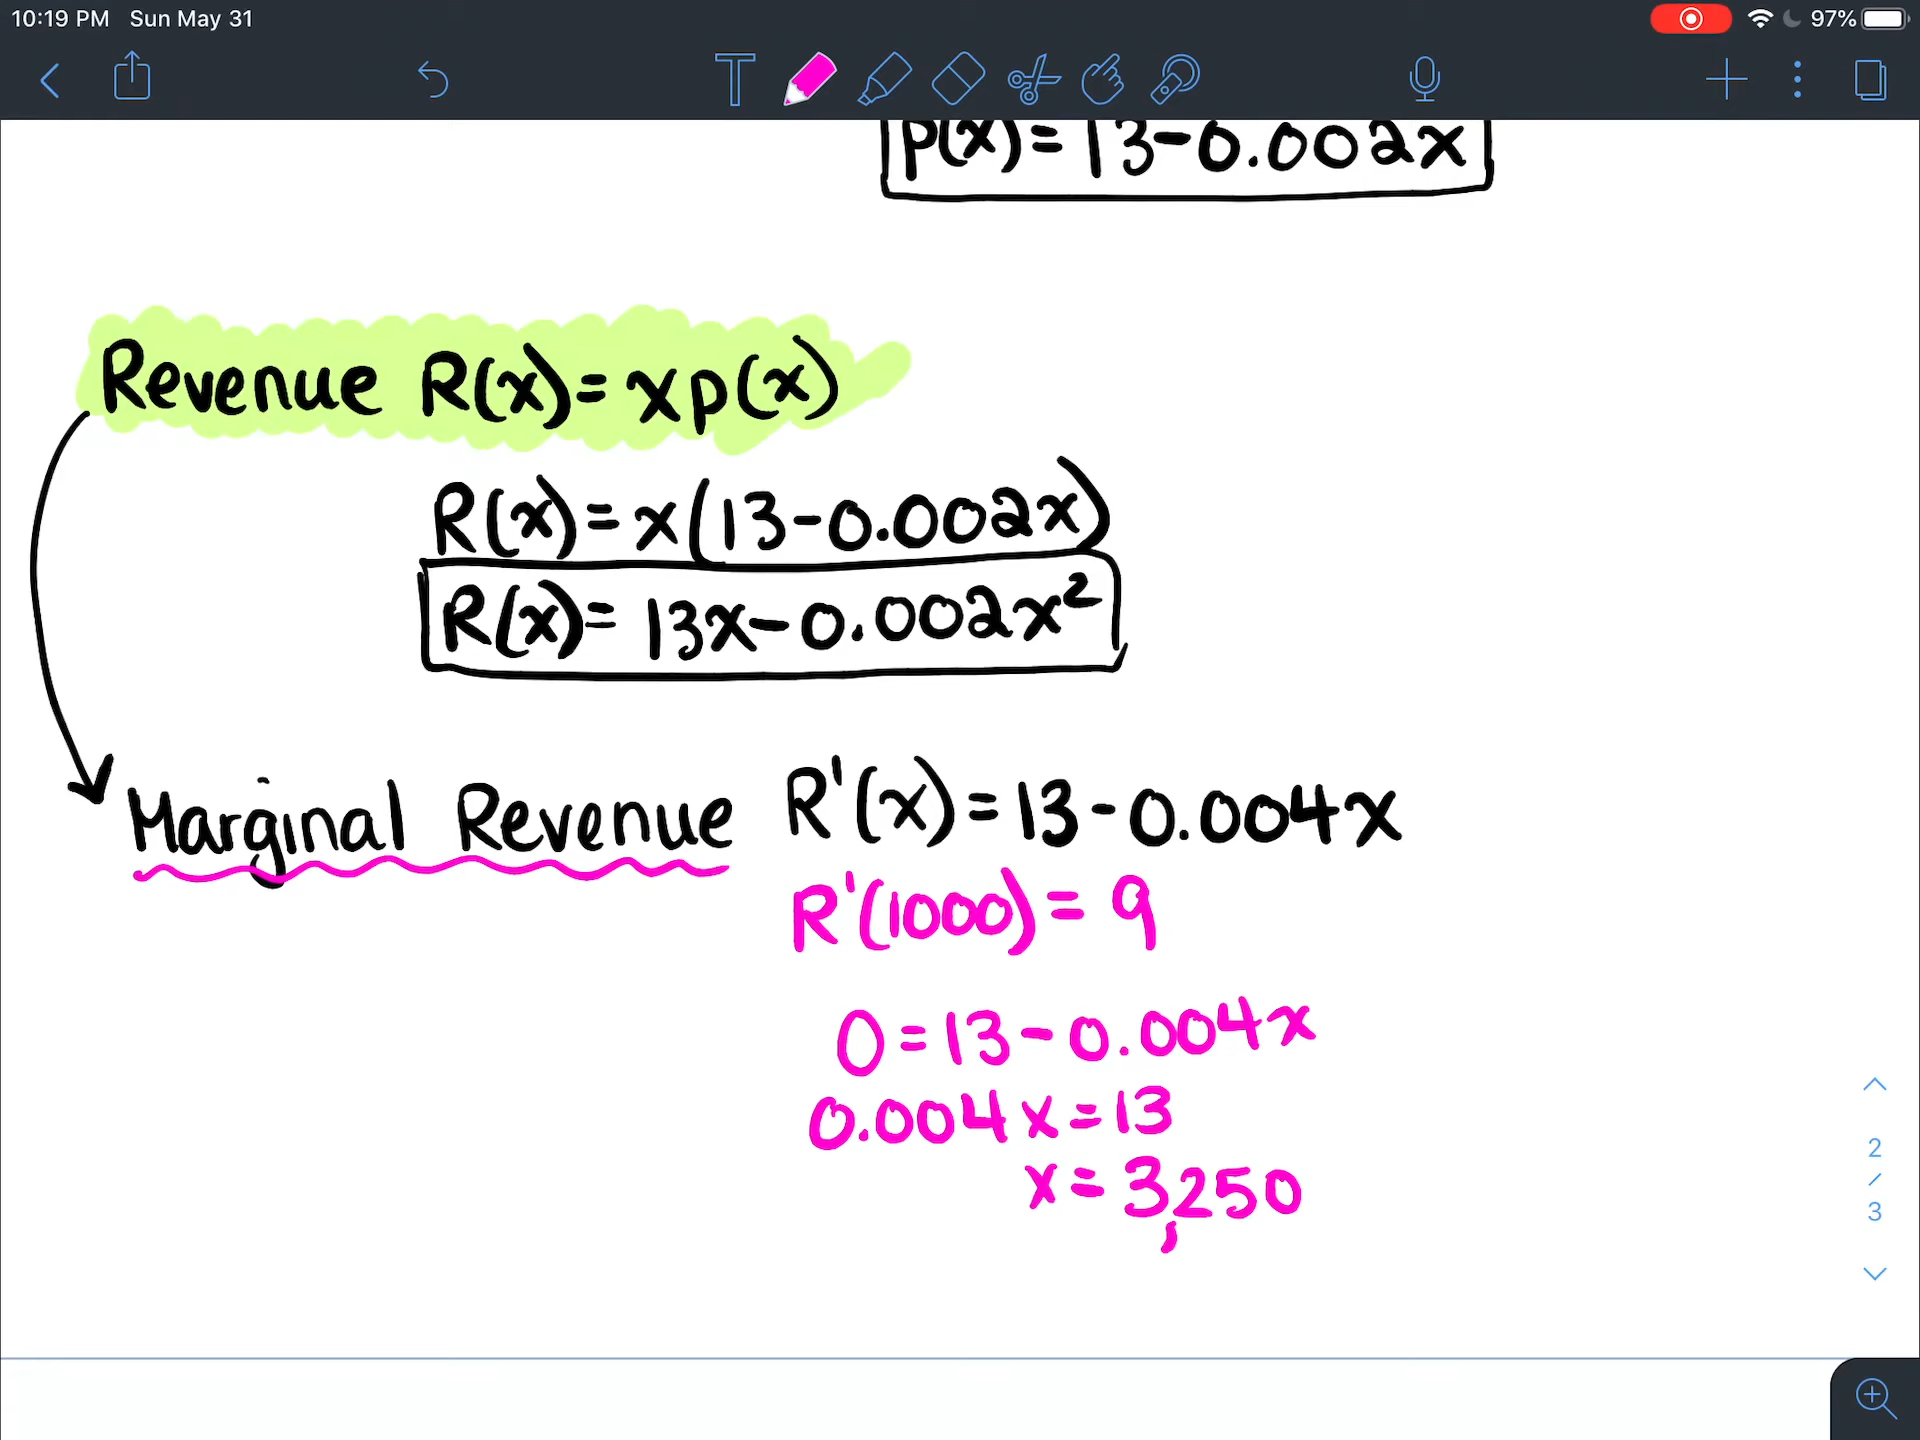 10:19 PM Sun May 31 97%
p(x)=13-0.002x
Revenue R(x)=xp(x)
R(x)=x(13-0.002x)
R(x)=13x-0.002x²
Marginal Revenue R'(x)=13-0.004x
R'(1000)=9
0=13-0.004x
0.004x=13
x=3,250
2
/
3